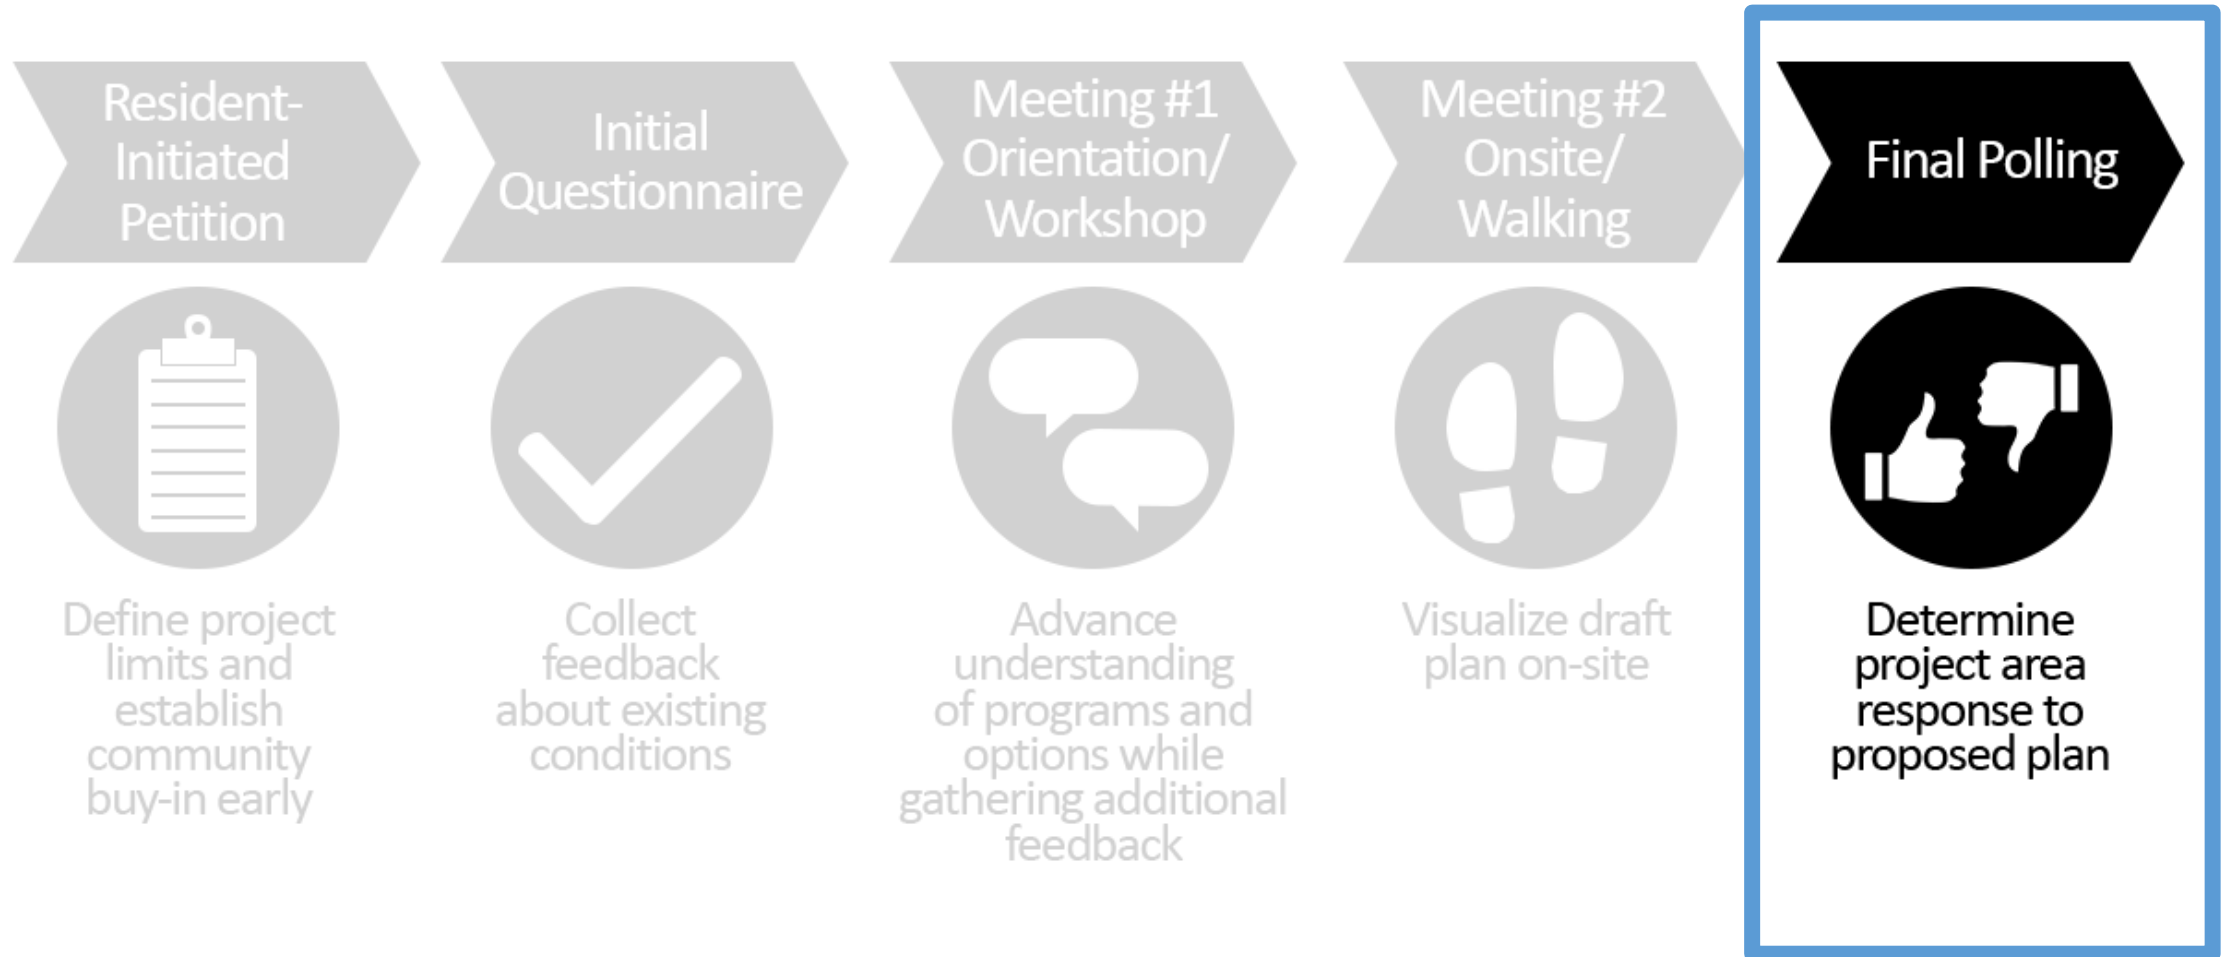 Resident-
Initiated
Petition
Initial
Questionnaire
Meeting #1
Orientation/
Workshop
Meeting #2
Onsite/
Walking
Final Polling
Define project
limits and
establish
community
buy-in early
Collect
feedback
about existing
conditions
Advance
understanding
of programs and
options while
gathering additional
feedback
Visualize draft
plan on-site
Determine
project area
response to
proposed plan